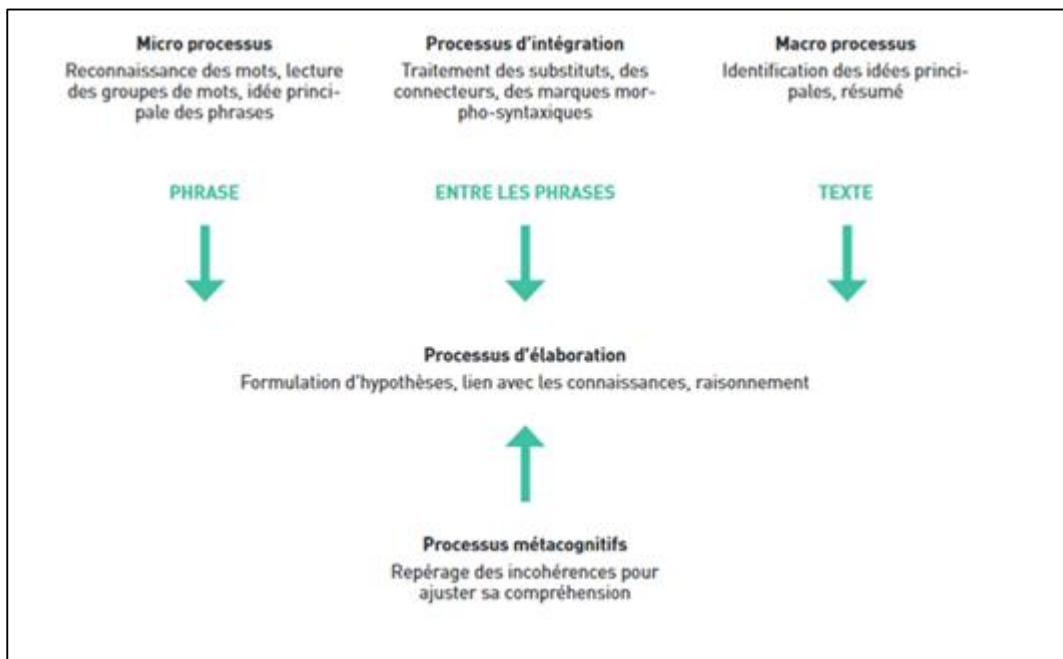 Micro processus
Reconnaissance des mots, lecture
des groupes de mots, idée princi-
pale des phrases
Processus d'intégration
Traitement des substituts, des
connecteurs, des marques mor-
pho-syntaxiques
Macro processus
Identification des idées princi-
pales, résumé
PHRASE
ENTRE LES PHRASES
TEXTE
Processus d'élaboration
Formulation d'hypothèses, lien avec les connaissances, raisonnement
Processus métacognitifs
Repérage des incohérences pour
ajuster sa compréhension